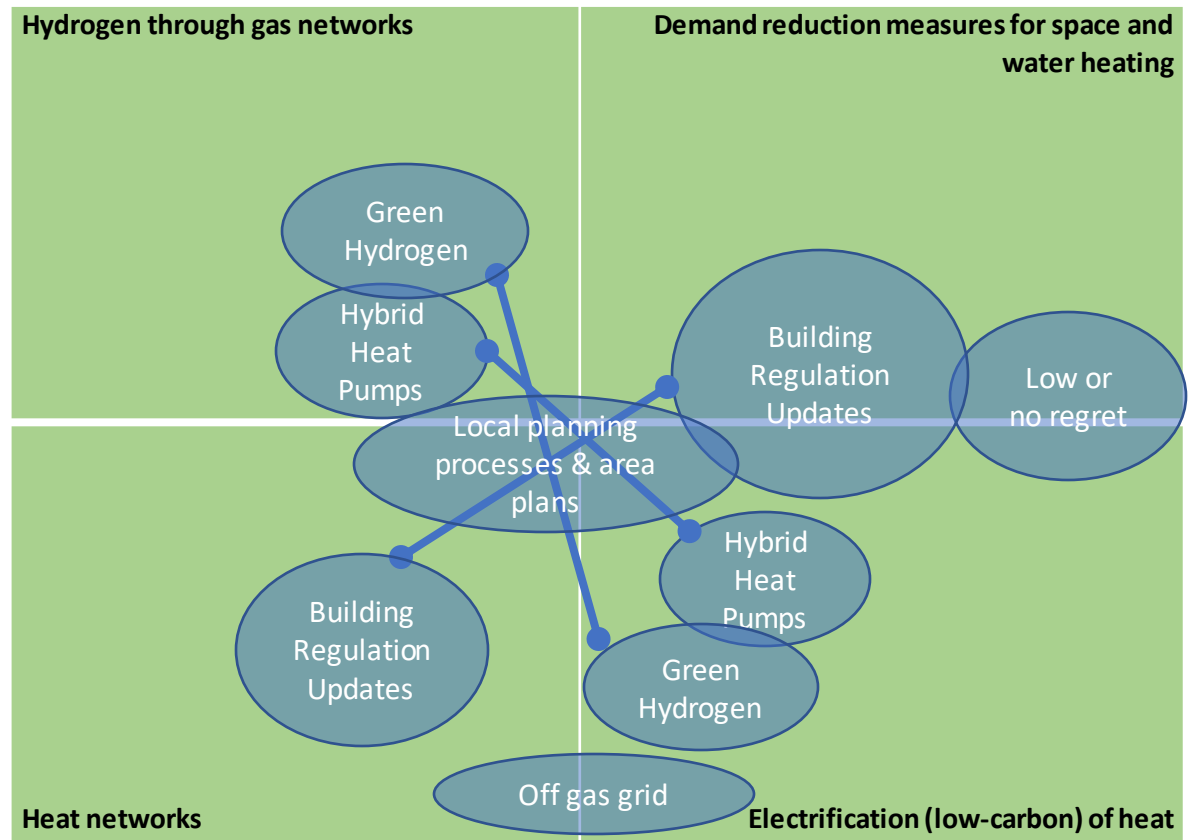 Hydrogen through gas networks
Demand reduction measures for space and
water heating
Green
Hydrogen
Hybrid
Heat
Pumps
Building
Regulation
Updates
Low or
no regret
Local planning
processes & area
plans
Hybrid
Heat
Pumps
Building
Regulation
Updates
Green
Hydrogen
Off gas grid
Heat networks
Electrification (low-carbon) of heat